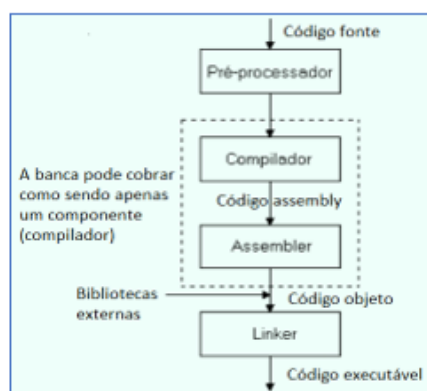 Código fonte
Pré-processador
Compilador
A banca pode cobrar
como sendo apenas
um componente
(compilador)
Código assembly
Assembler
Bibliotecas
externas
Código objeto
Linker
Código executável